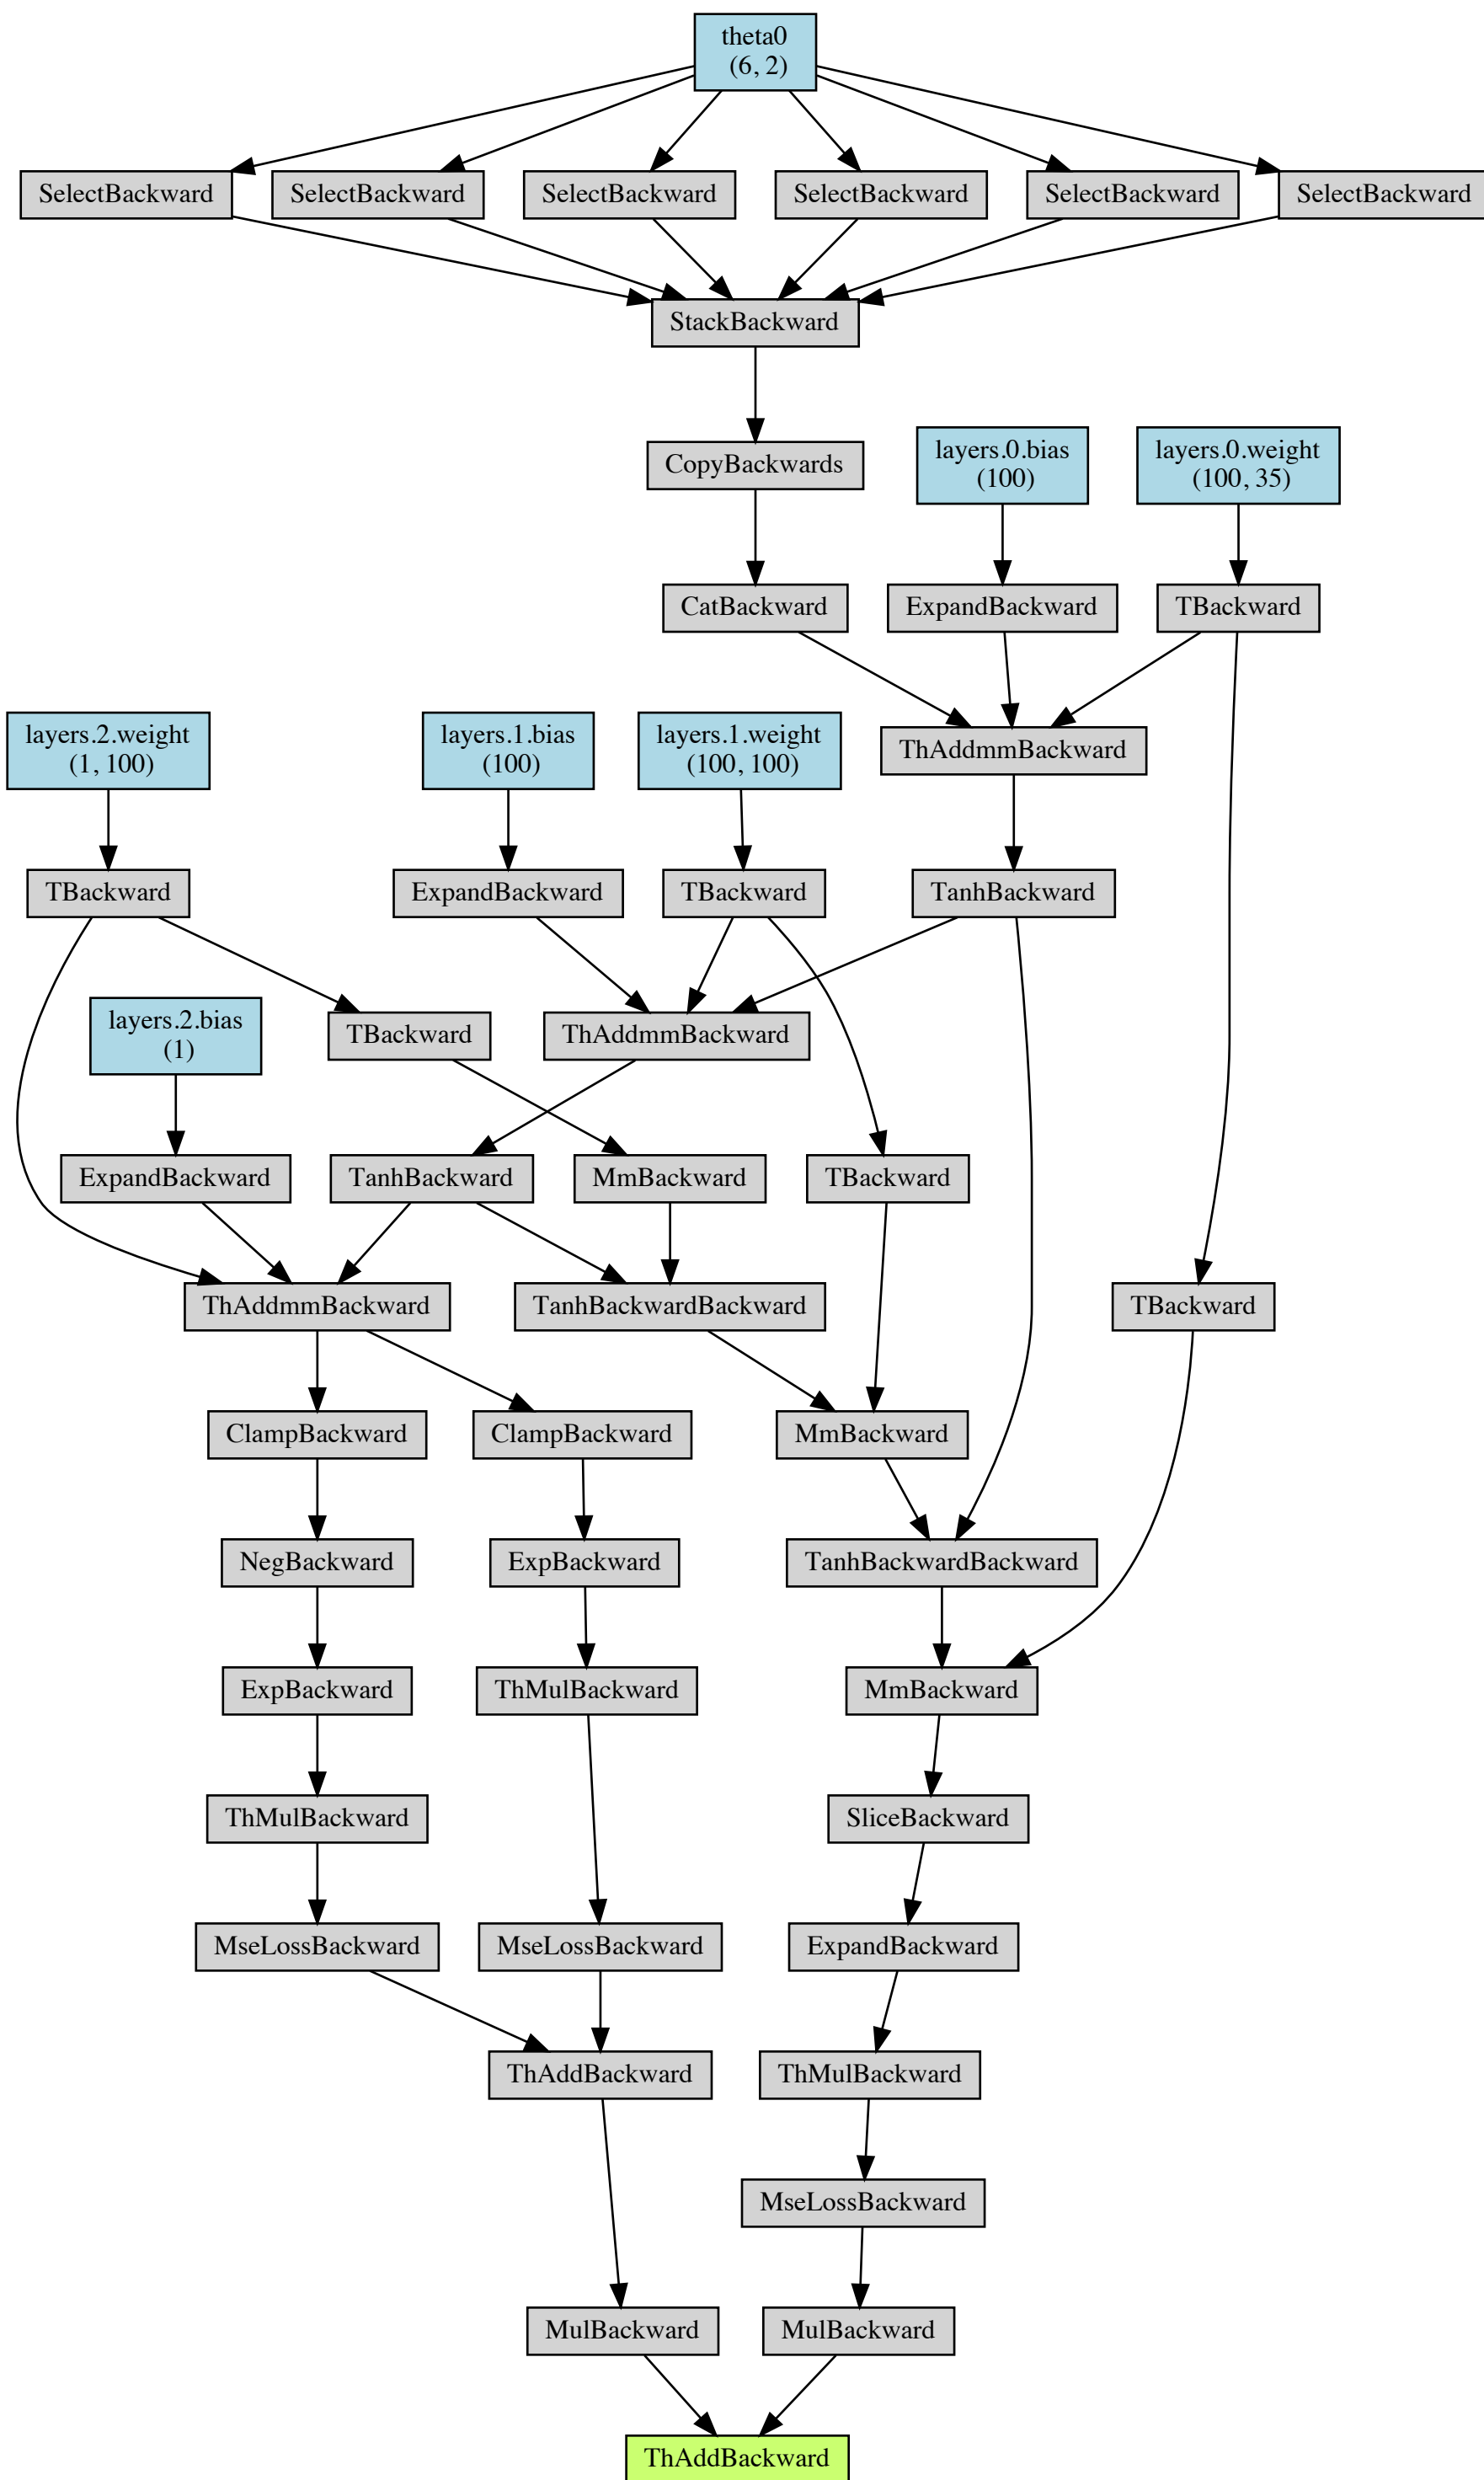 theta0
(6, 2)
SelectBackward
SelectBackward
SelectBackward
SelectBackward
SelectBackward
SelectBackward
StackBackward
CopyBackwards
layers.0.bias
(100)
layers.0.weight
(100, 35)
CatBackward
ExpandBackward
TBackward
layers.2.weight
(1, 100)
layers.1.bias
(100)
layers.1.weight
(100, 100)
ThAddmmBackward
TBackward
ExpandBackward
TBackward
TanhBackward
layers.2.bias
(1)
TBackward
ThAddmmBackward
ExpandBackward
TanhBackward
MmBackward
TBackward
ThAddmmBackward
TanhBackwardBackward
TBackward
ClampBackward
ClampBackward
MmBackward
NegBackward
ExpBackward
TanhBackwardBackward
ExpBackward
ThMulBackward
MmBackward
ThMulBackward
SliceBackward
MseLossBackward
MseLossBackward
ExpandBackward
ThAddBackward
ThMulBackward
MseLossBackward
MulBackward
MulBackward
ThAddBackward